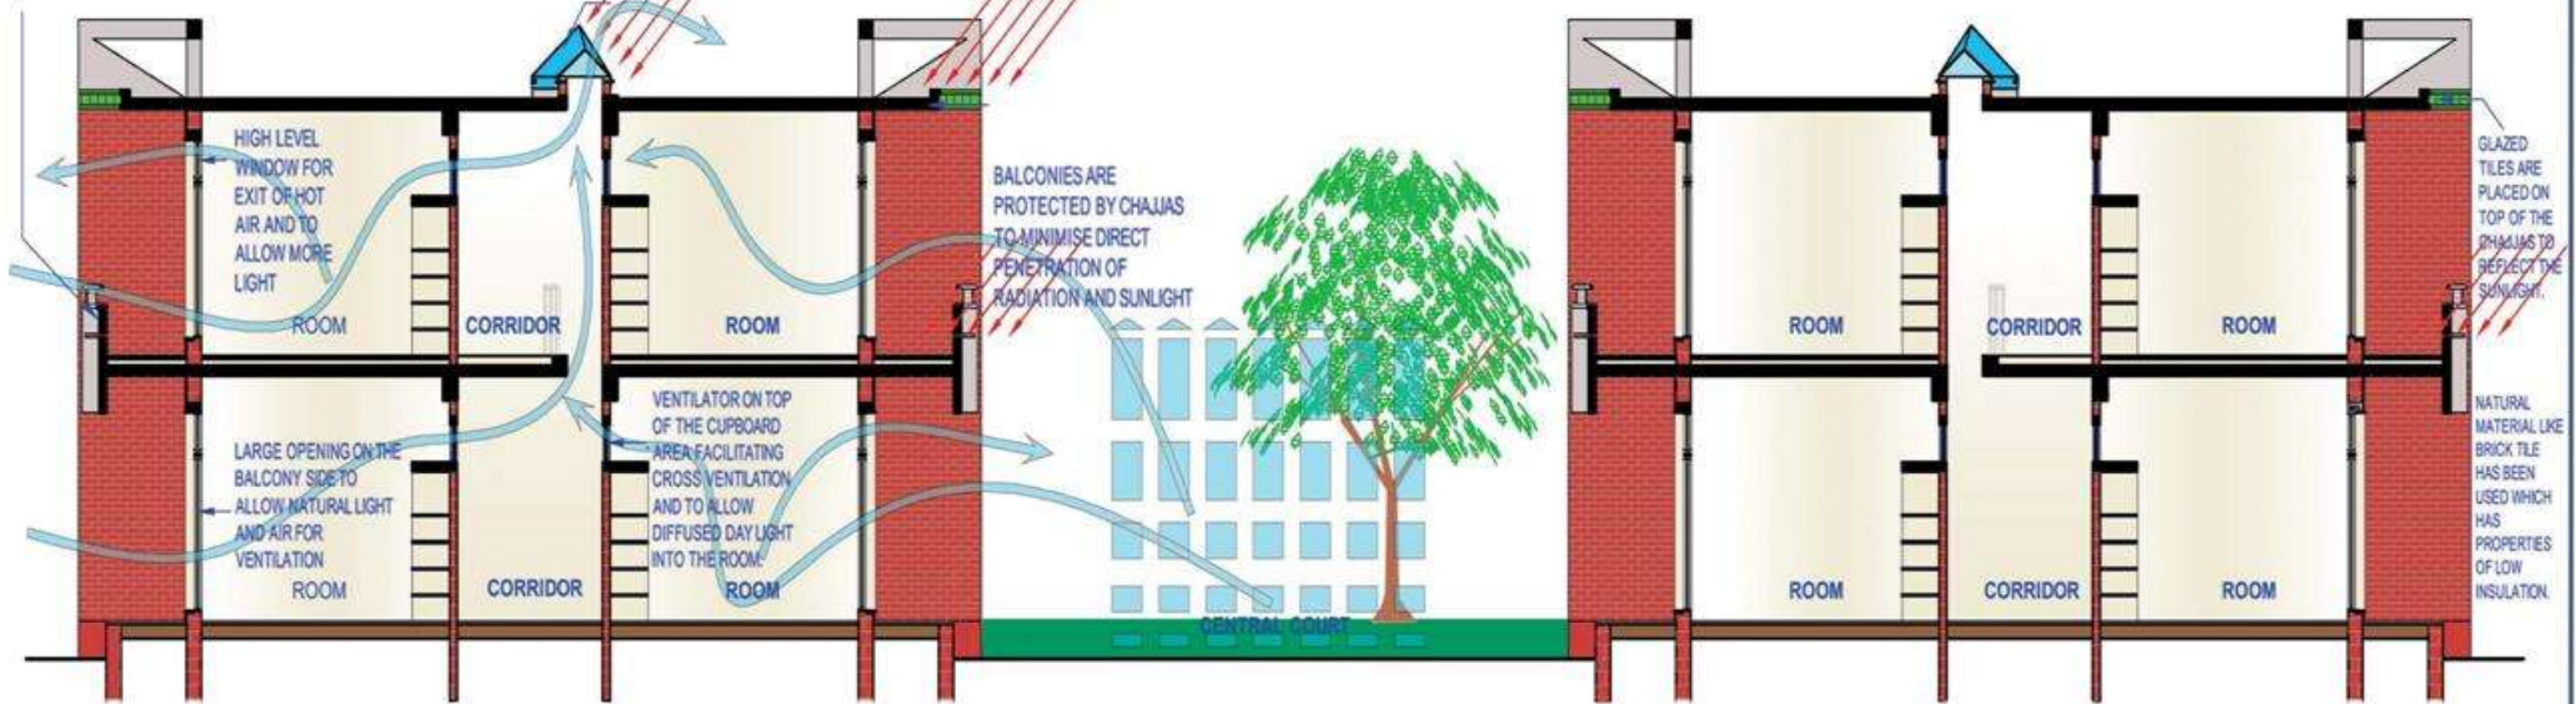 HIGH LEVEL
WINDOW FOR
EXIT OF HOT
AIR AND TO
ALLOW MORE
LIGHT
ROOM
CORRIDOR
ROOM
LARGE OPENING ON THE
BALCONY SIDE TO
ALLOW NATURAL LIGHT
AND AIR FOR
VENTILATION
ROOM
CORRIDOR
VENTILATOR ON TOP
OF THE CUPBOARD
AREA FACILITATING
CROSS VENTILATION
AND TO ALLOW
DIFFUSED DAY LIGHT
INTO THE ROOM.
ROOM
BALCONIES ARE
PROTECTED BY CHAJJAS
TO MINIMISE DIRECT
PENETRATION OF
RADIATION AND SUNLIGHT
CENTRAL COURT
ROOM
CORRIDOR
ROOM
ROOM
CORRIDOR
ROOM
GLAZED
TILES ARE
PLACED ON
TOP OF THE
CHAJJAS TO
REFLECT THE
SUNLIGHT.
NATURAL
MATERIAL LIKE
BRICK TILE
HAS BEEN
USED WHICH
HAS
PROPERTIES
OF LOW
INSULATION.